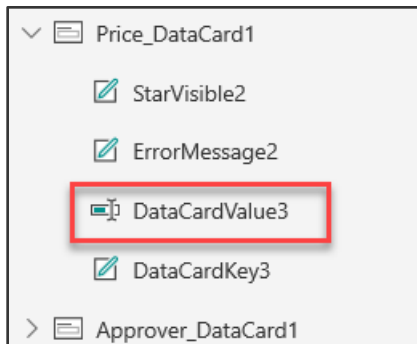 Price_DataCard1
StarVisible2
ErrorMessage2
DataCardValue3
DataCardKey3
Approver_DataCard1